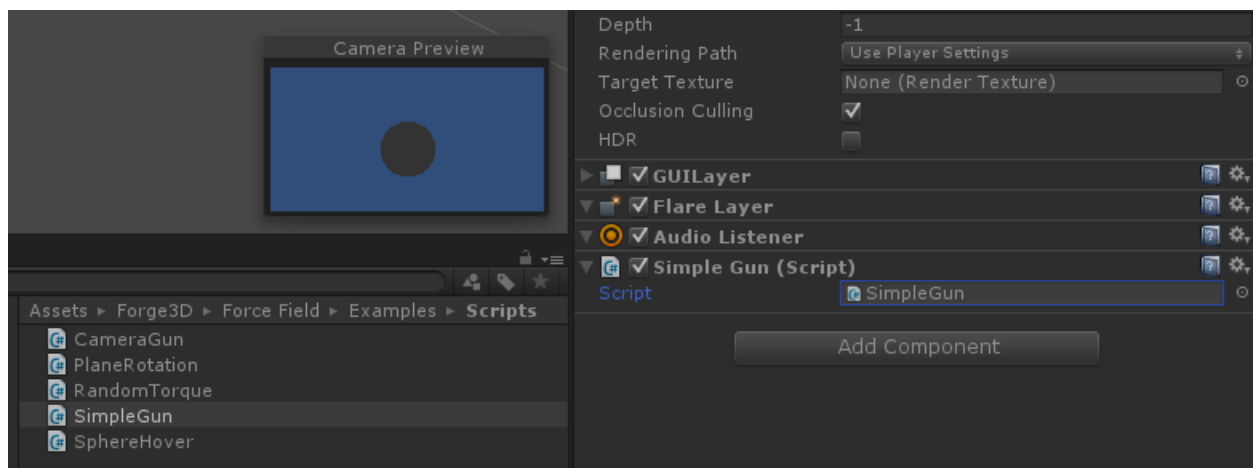 Camera Preview
Assets ▸ Forge3D ▸ Force Field ▸ Examples ▸ Scripts
CameraGun
PlaneRotation
RandomTorque
SimpleGun
SphereHover
Depth -1
Rendering Path Use Player Settings
Target Texture None (Render Texture)
Occlusion Culling
HDR
GUILayer
Flare Layer
Audio Listener
Simple Gun (Script)
Script SimpleGun
Add Component